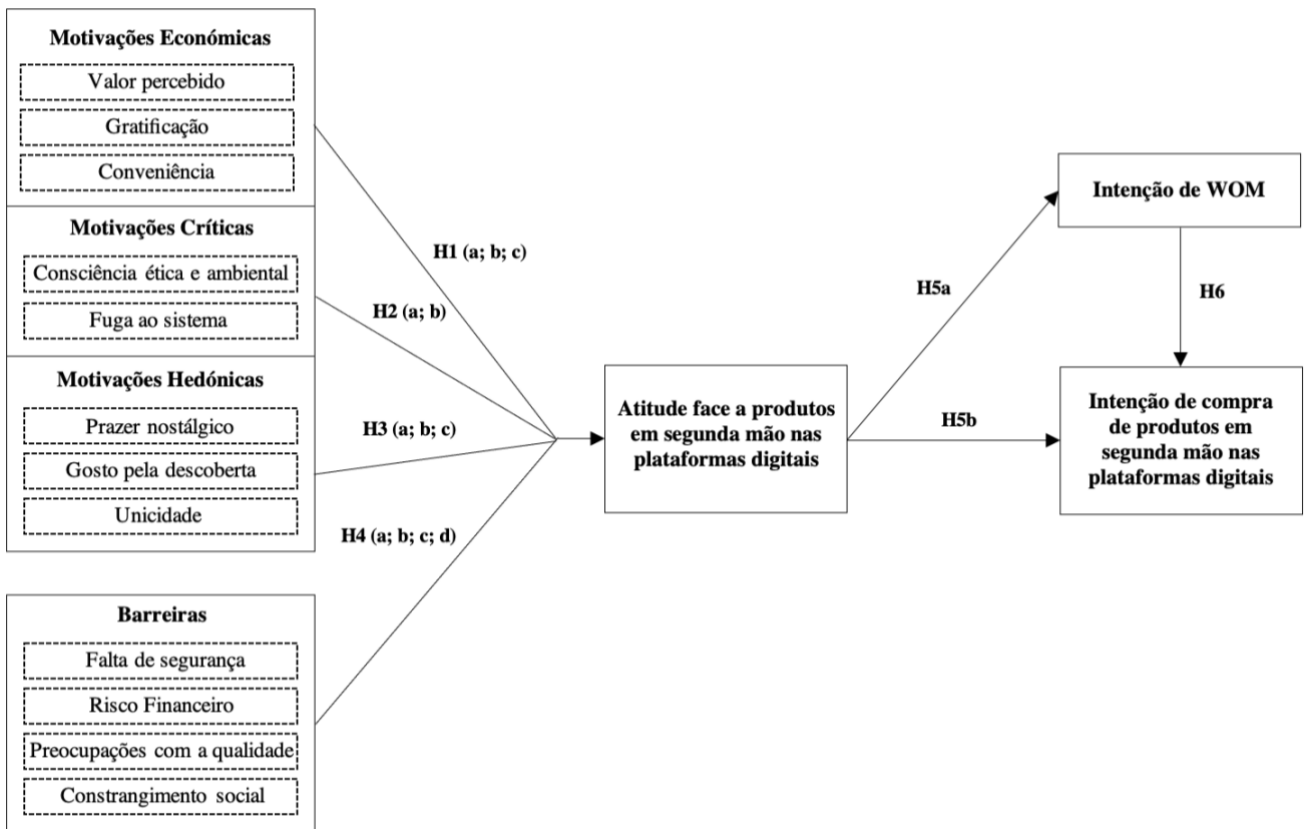 Motivações Económicas
Valor percebido
Gratificação
Conveniência
Motivações Críticas
Consciência ética e ambiental
Fuga ao sistema
Motivações Hedónicas
Prazer nostálgico
Gosto pela descoberta
Unicidade
Barreiras
Falta de segurança
Risco Financeiro
Preocupações com a qualidade
Constrangimento social
H1 (a; b; c)
H2 (a; b)
H3 (a; b; c)
H4 (a; b; c; d)
Atitude face a produtos
em segunda mão nas
plataformas digitais
H5a
H5b
Intenção de WOM
H6
Intenção de compra
de produtos em
segunda mão nas
plataformas digitais